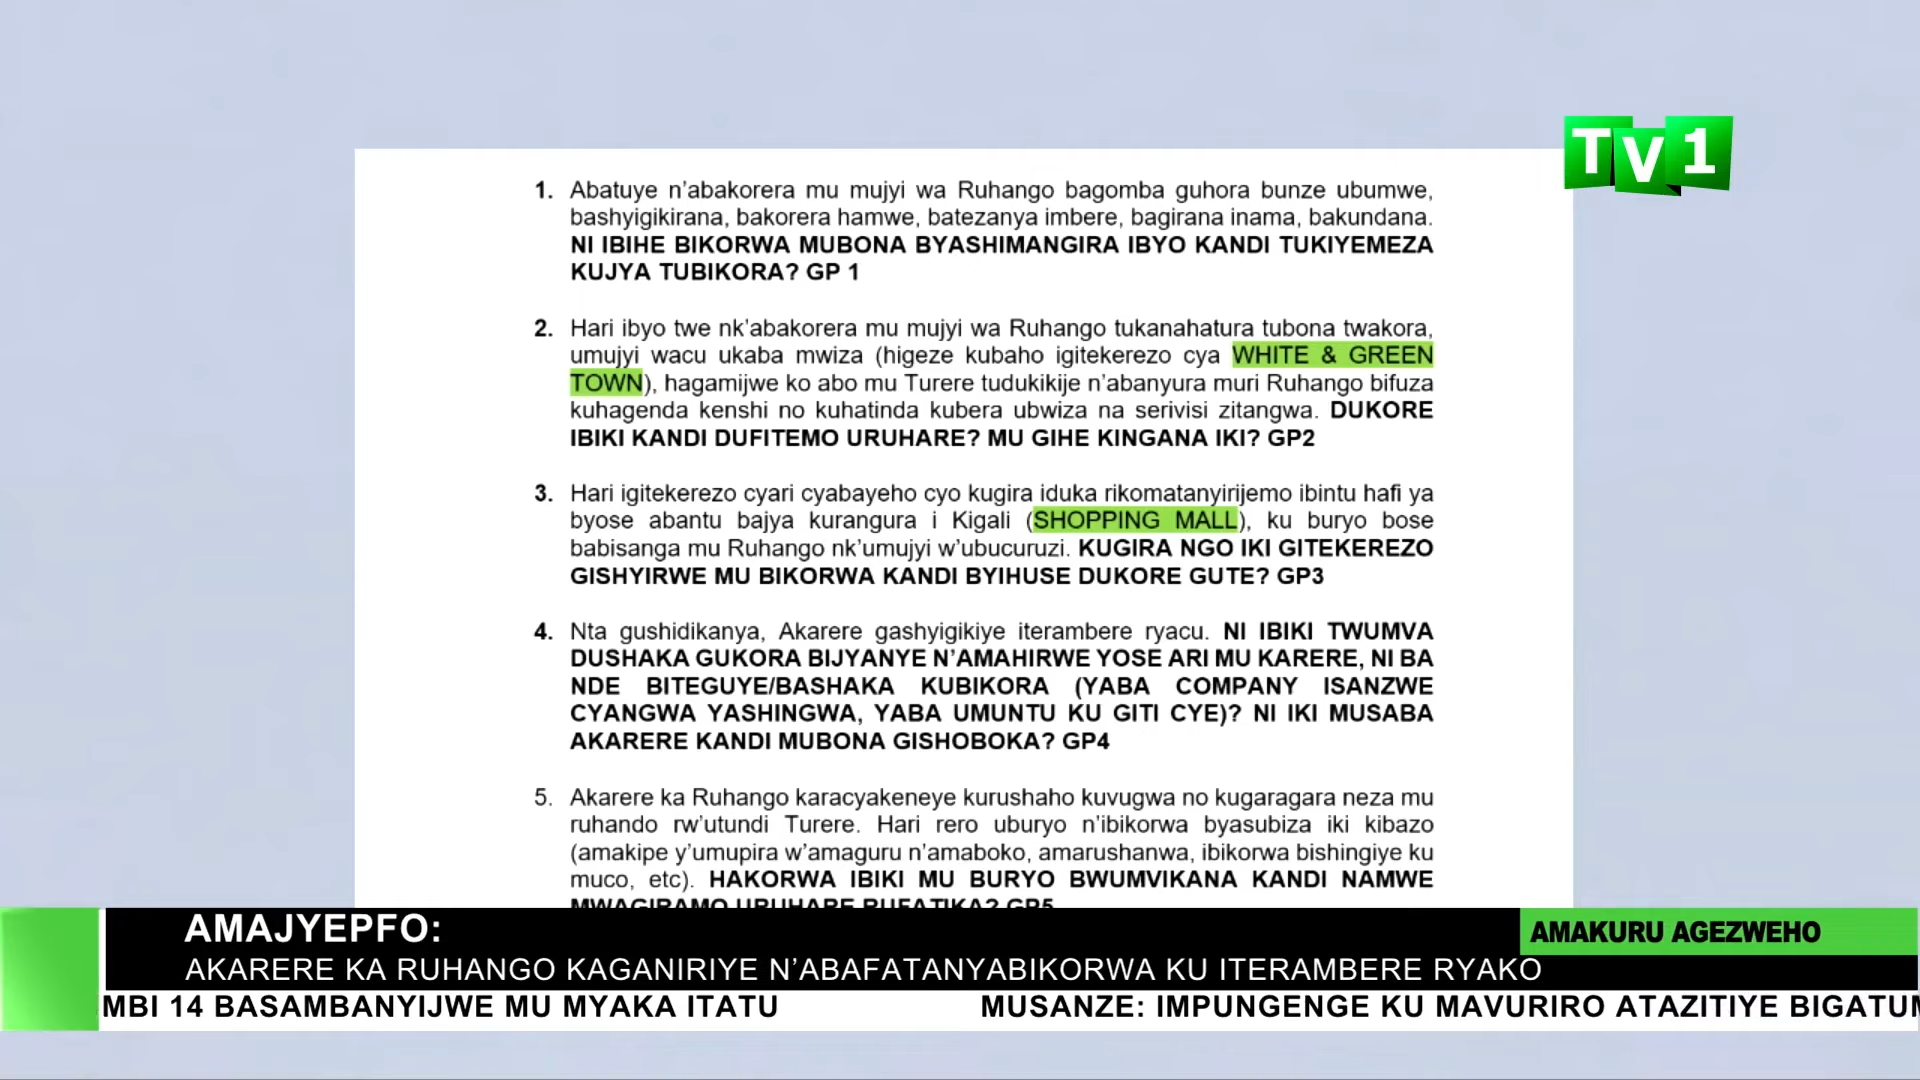 TV1
1. Abatuye n'abakorera mu mujyi wa Ruhango bagomba guhora bunze ubumwe,
bashyigikirana, bakorera hamwe, batezanya imbere, bagirana inama, bakundana.
NI IBIHE BIKORWA MUBONA BYASHIMANGIRA IBYO KANDI TUKIYEMEZA
KUJYA TUBIKORA? GP 1
2. Hari ibyo twe nk'abakorera mu mujyi wa Ruhango tukanahatura tubona twakora,
umujyi wacu ukaba mwiza (higeze kubaho igitekerezo cya WHITE & GREEN
TOWN), hagamijwe ko abo mu Turere tudukikije n'abanyura muri Ruhango bifuza
kuhagenda kenshi no kuhatinda kubera ubwiza na serivisi zitangwa. DUKORE
IBIKI KANDI DUFITEMO URUHARE? MU GIHE KINGANA IKI? GP2
3. Hari igitekerezo cyari cyabayeho cyo kugira iduka rikomatanyirijemo ibintu hafi ya
byose abantu bajya kurangura i Kigali (SHOPPING MALL), ku buryo bose
babisanga mu Ruhango nk'umujyi w'ubucuruzi. KUGIRA NGO IKI GITEKEREZO
GISHYIRWE MU BIKORWA KANDI BYIHUSE DUKORE GUTE? GP3
4. Nta gushidikanya, Akarere gashyigikiye iterambere ryacu. NI IBIKI TWUMVA
DUSHAKA GUKORA BIJYANYE N'AMAHIRWE YOSE ARI MU KARERE, NI BA
NDE BITEGUYE/BASHAKA KUBIKORA (YABA COMPANY ISANZWE
CYANGWA YASHINGWA, YABA UMUNTU KU GITI CYE)? NI IKI MUSABA
AKARERE KANDI MUBONA GISHOBOKA? GP4
5. Akarere ka Ruhango karacyakeneye kurushaho kuvugwa no kugaragara neza mu
ruhando rw'utundi Turere. Hari rero uburyo n'ibikorwa byasubiza iki kibazo
(amakipe y'umupira w'amaguru n'amaboko, amarushanwa, ibikorwa bishingiye ku
muco, etc). HAKORWA IBIKI MU BURYO BWUMVIKANA KANDI NAMWE
MWAGIRAMO URUHARE RUFATIKA? GP5
AMAJYEPFO:
AMAKURU AGEZWEHO
AKARERE KA RUHANGO KAGANIRIYE N'ABAFATANYABIKORWA KU ITERAMBERE RYAKO
MBI 14 BASAMBANYIJWE MU MYAKA ITATU MUSANZE: IMPUNGENGE KU MAVURIRO ATAZITIYE BIGATUM